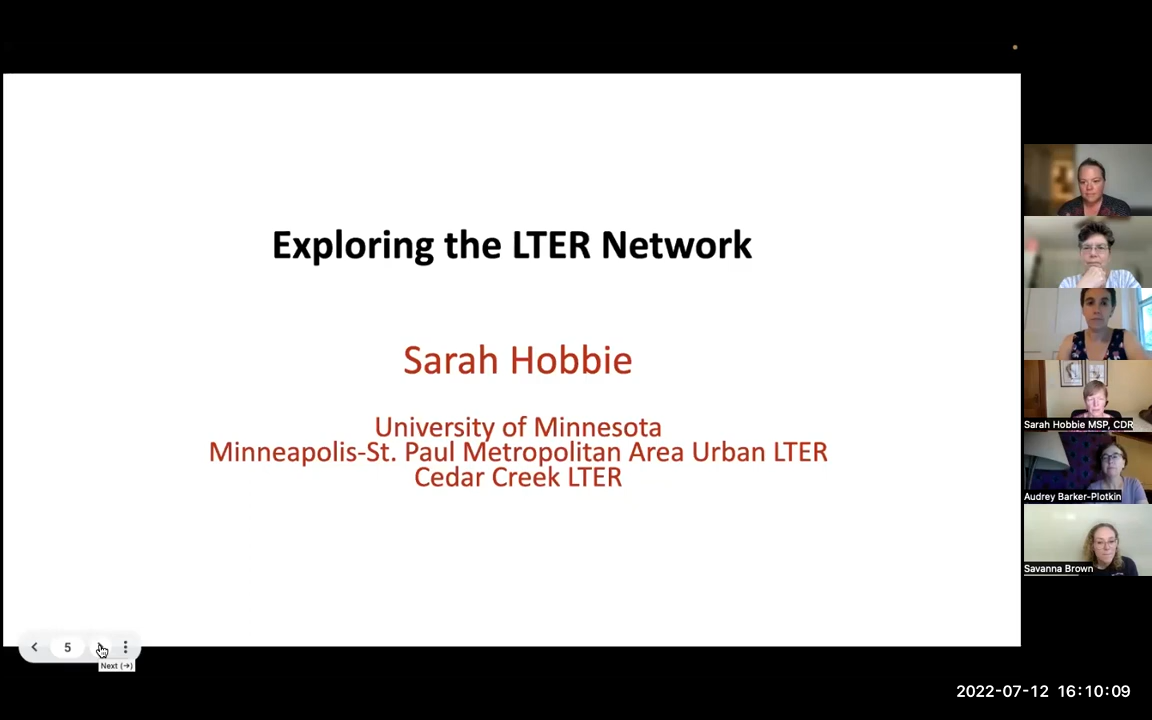 Exploring the LTER Network
Sarah Hobbie
University of Minnesota
Minneapolis-St. Paul Metropolitan Area Urban LTER
Cedar Creek LTER
Sarah Hobbie MSP, CDR
Audrey Barker-Plotkin
Savanna Brown
5
Next (→)
2022-07-12 16:10:09